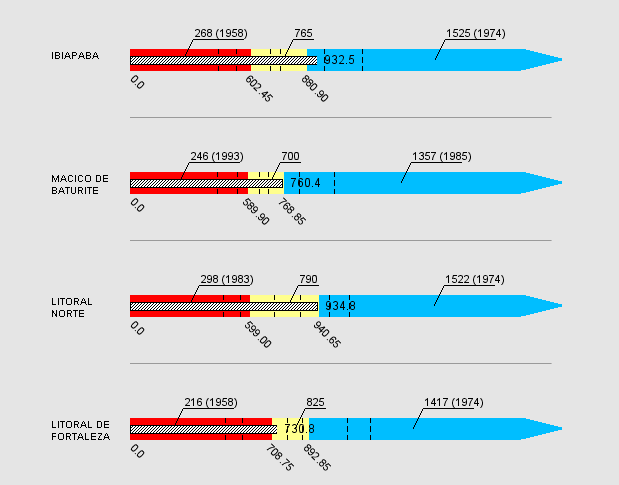 268 (1958) 765 1525 (1974)
IBIAPABA 932.5
0.0 602.45 880.90
246 (1993) 700 1357 (1985)
MACICO DE
BATURITE 760.4
0.0 589.90 768.85
298 (1983) 790 1522 (1974)
LITORAL
NORTE 934.8
0.0 599.00 940.65
216 (1958) 825 1417 (1974)
LITORAL DE
FORTALEZA 730.8
0.0 708.75 892.85